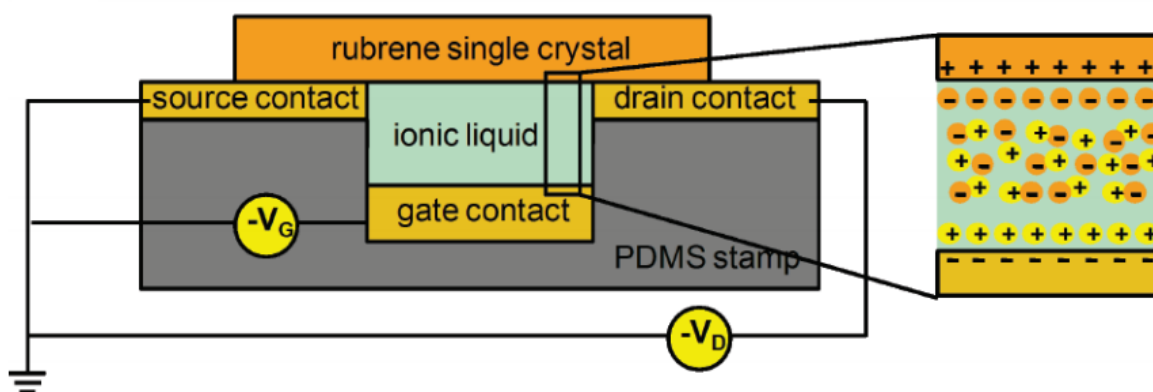 rubrene single crystal
source contact
drain contact
ionic liquid
gate contact
-VG
PDMS stamp
-VD
+ + + + + + + +
- - - - - - - -
- + - + - + - + -
+ - + - + - + -
- + + - - + + -
+ + + + + + + +
- - - - - - - -